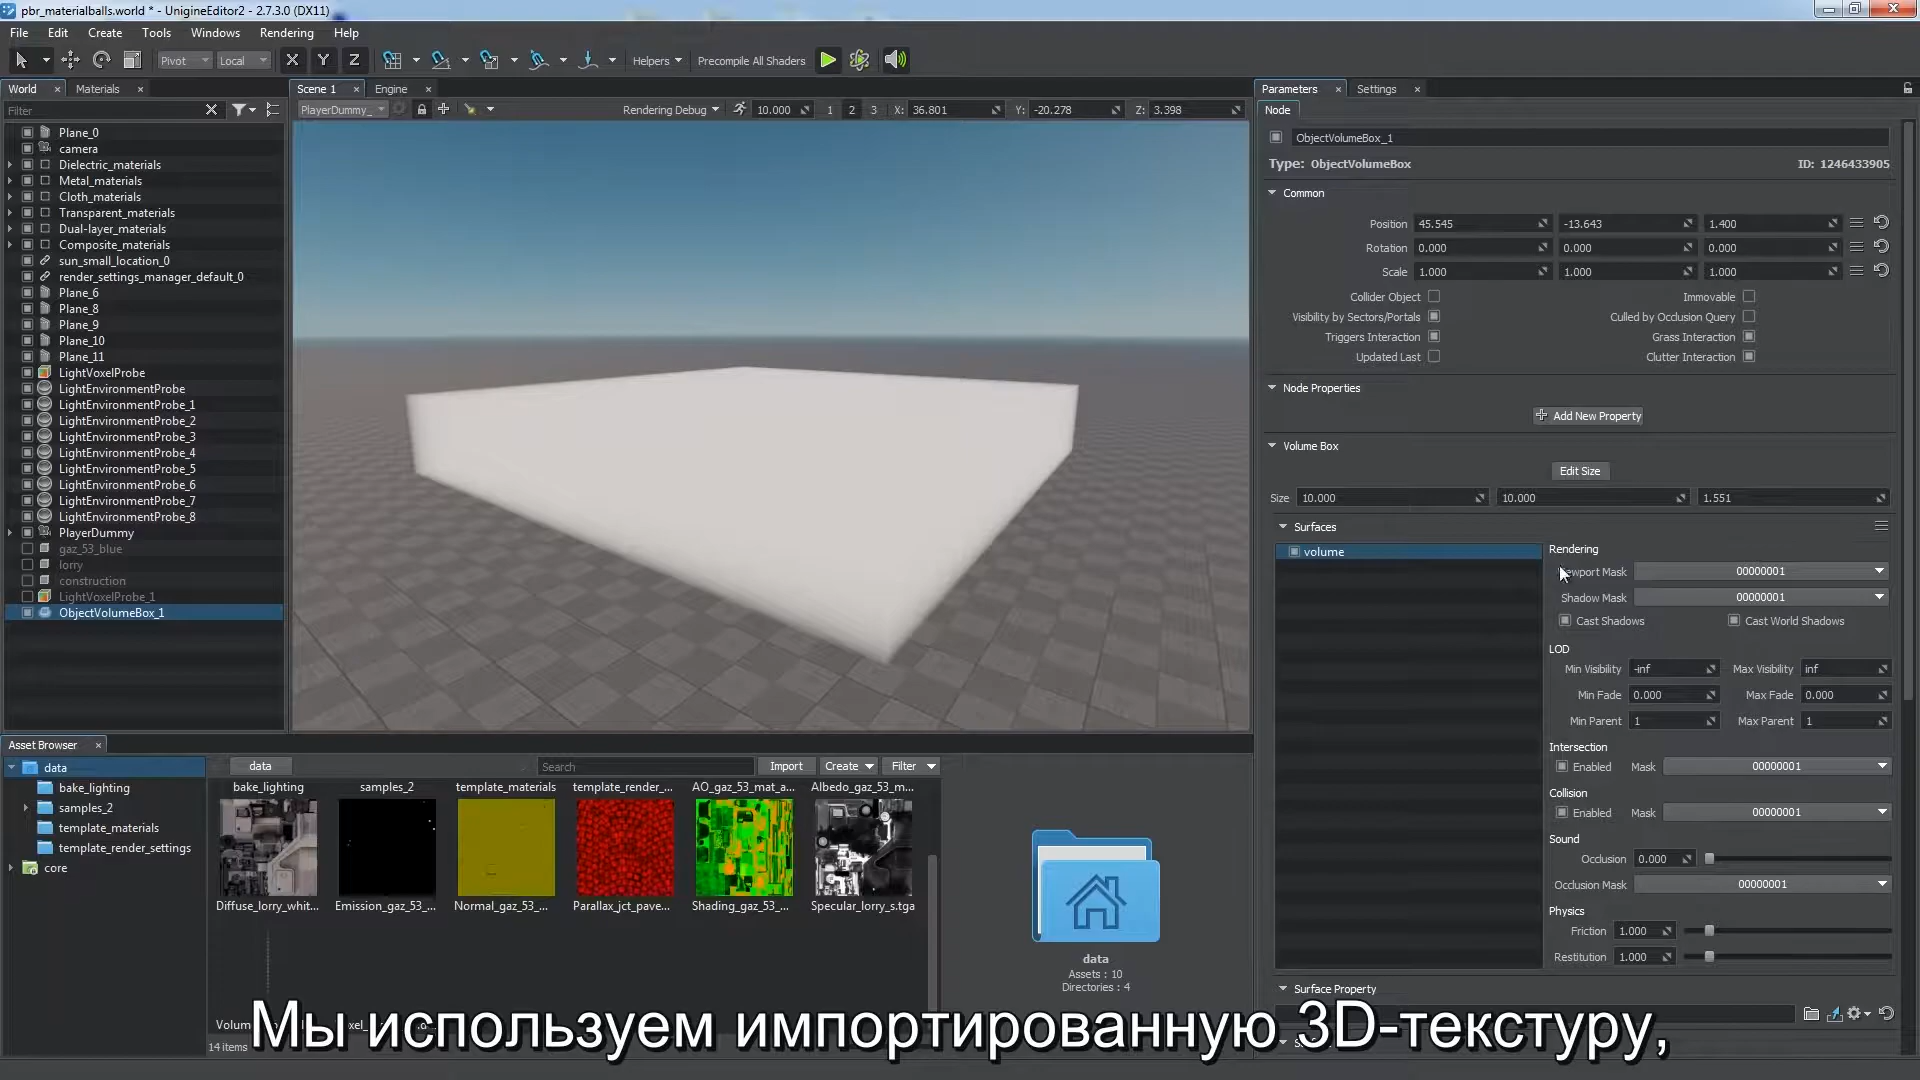 pbr_materialballs.world * - UnigineEditor2 - 2.7.3.0 (DX11)
File Edit Create Tools Windows Rendering Help
Pivot Local X Y Z Helpers Precompile All Shaders
World Materials Scene 1 Engine Parameters Settings
Filter PlayerDummy_ Rendering Debug 10.000 1 2 3 X: 36.801 Y: -20.278 Z: 3.398
Node
Plane_0
camera
Dielectric_materials
Metal_materials
Cloth_materials
Transparent_materials
Dual-layer_materials
Composite_materials
sun_small_location_0
render_settings_manager_default_0
Plane_6
Plane_8
Plane_9
Plane_10
Plane_11
LightVoxelProbe
LightEnvironmentProbe
LightEnvironmentProbe_1
LightEnvironmentProbe_2
LightEnvironmentProbe_3
LightEnvironmentProbe_4
LightEnvironmentProbe_5
LightEnvironmentProbe_6
LightEnvironmentProbe_7
LightEnvironmentProbe_8
PlayerDummy
gaz_53_blue
lorry
construction
LightVoxelProbe_1
ObjectVolumeBox_1
ObjectVolumeBox_1
Type: ObjectVolumeBox ID: 1246433905
Common
Position 45.545 -13.643 1.400
Rotation 0.000 0.000 0.000
Scale 1.000 1.000 1.000
Collider Object Immovable
Visibility by Sectors/Portals Culled by Occlusion Query
Triggers Interaction Grass Interaction
Updated Last Clutter Interaction
Node Properties
Add New Property
Volume Box
Edit Size
Size 10.000 10.000 1.551
Surfaces
volume
Rendering
Mask 00000001
Shadow Mask 00000001
Cast Shadows Cast World Shadows
LOD
Min Visibility -inf Max Visibility inf
Min Fade 0.000 Max Fade 0.000
Min Parent 1 Max Parent 1
Intersection
Enabled Mask 00000001
Collision
Enabled Mask 00000001
Sound
Occlusion 0.000
Occlusion Mask 00000001
Physics
Friction 1.000
Restitution 1.000
Surface Property
Asset Browser
data
bake_lighting
samples_2
template_materials
template_render_settings
core
data Search Import Create Filter
bake_lighting samples_2 template_materials template_render_... AO_gaz_53_mat_a... Albedo_gaz_53_m...
Diffuse_lorry_whit... Emission_gaz_53_... Normal_gaz_53_... Parallax_jct_pave... Shading_gaz_53_... Specular_lorry_s.tga
data
Assets : 10
Directories : 4
14 items
Мы используем импортированную 3D-текстуру,